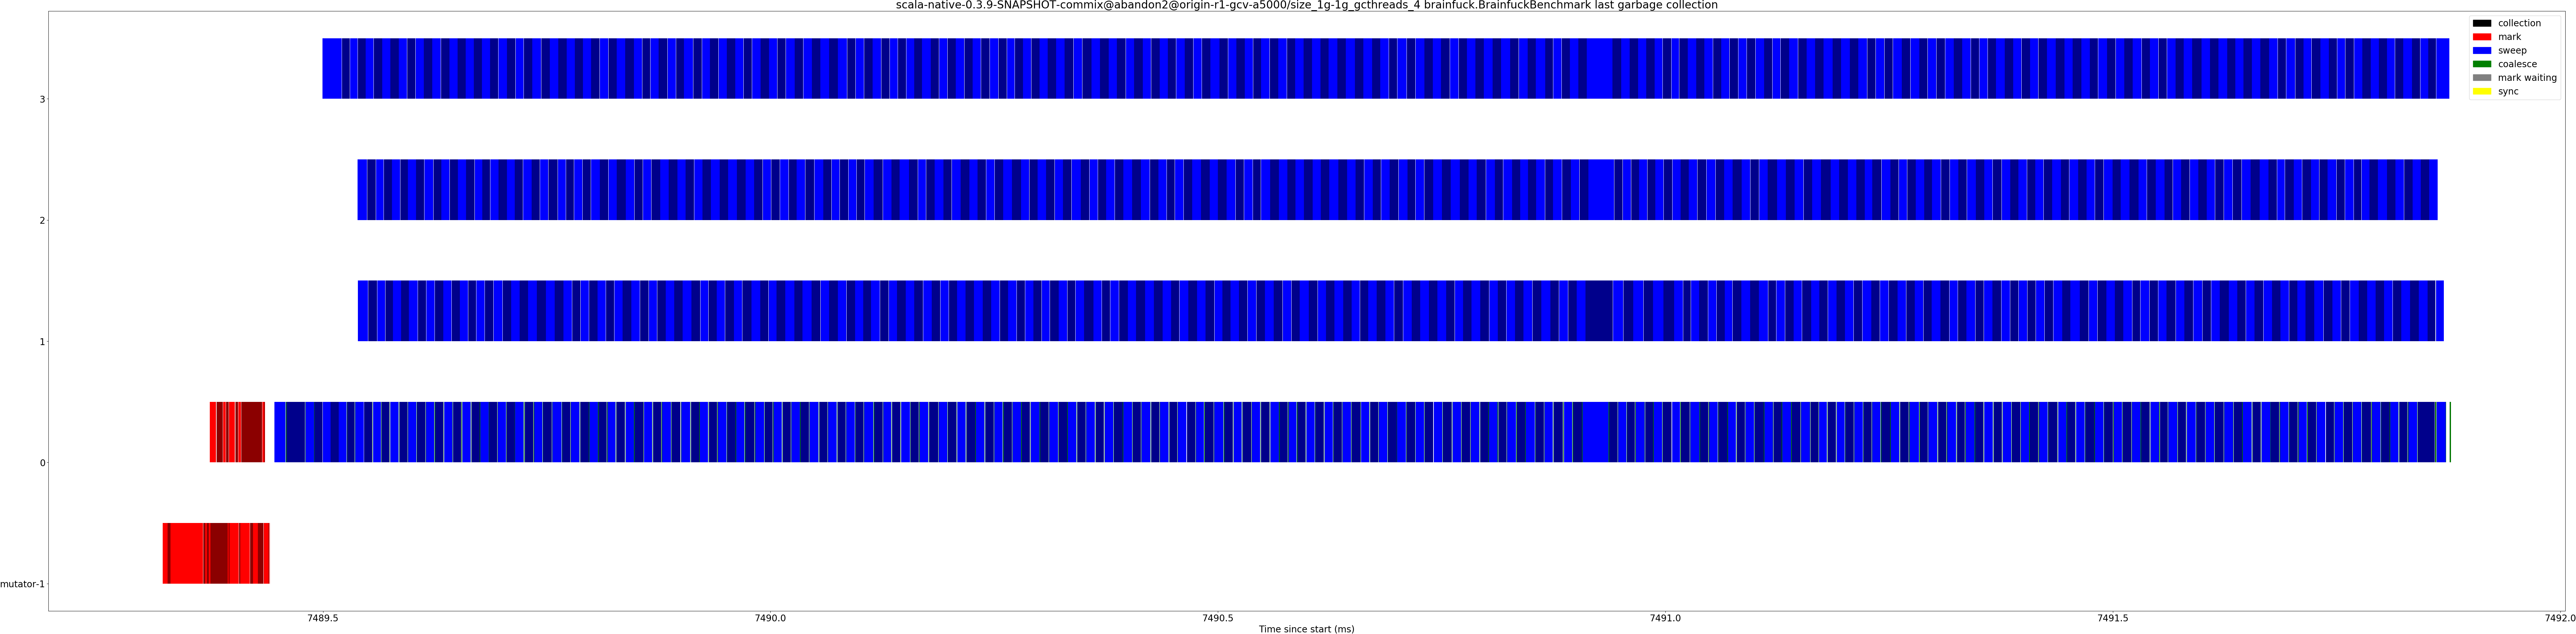 scala-native-0.3.9-SNAPSHOT-commix@abandon2@origin-r1-gcv-a5000/size_1g-1g_gcthreads_4 brainfuck.BrainfuckBenchmark last garbage collection
collection
mark
sweep
coalesce
mark waiting
sync
3
2
1
0
mutator-1
7489.5
7490.0
7490.5
7491.0
7491.5
7492.0
Time since start (ms)